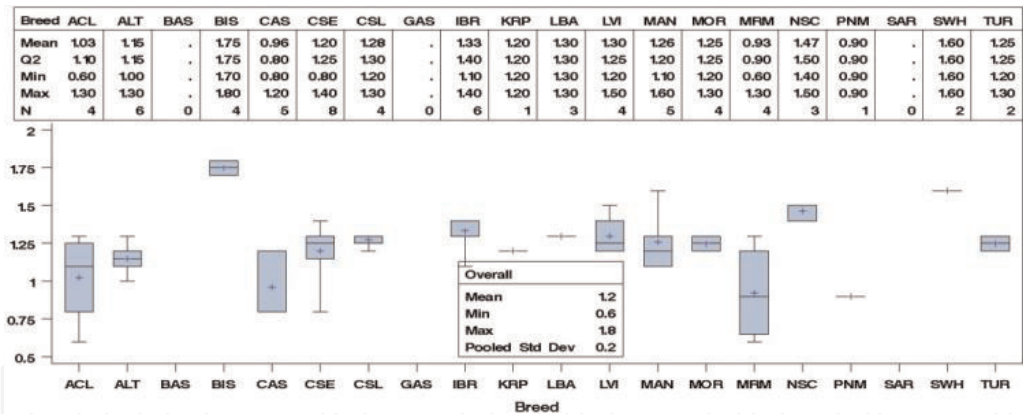 Breed ACL ALT BAS BIS CAS CSE CSL GAS IBR KRP LBA LVI MAN MOR MRM NSC PNM SAR SWH TUR
Mean 1.03 1.15 . 1.75 0.96 1.20 1.28 . 1.33 1.20 1.30 1.30 1.26 1.25 0.93 1.47 0.90 . 1.60 1.25
Q2 1.10 1.15 . 1.75 0.80 1.25 1.30 . 1.40 1.20 1.30 1.25 1.20 1.25 0.90 1.50 0.90 . 1.60 1.25
Min 0.60 1.00 . 1.70 0.80 0.80 1.20 . 1.10 1.20 1.30 1.20 1.10 1.20 0.60 1.40 0.90 . 1.60 1.20
Max 1.30 1.30 . 1.80 1.20 1.40 1.30 . 1.40 1.20 1.30 1.50 1.60 1.30 1.30 1.50 0.90 . 1.60 1.30
N 4 6 0 4 5 8 4 0 6 1 3 4 5 4 4 3 1 0 2 2
2
1.75
1.5
1.25
1
0.75
0.5
Overall
Mean 1.2
Min 0.6
Max 1.8
Pooled Std Dev 0.2
ACL ALT BAS BIS CAS CSE CSL GAS IBR KRP LBA LVI MAN MOR MRM NSC PNM SAR SWH TUR
Breed